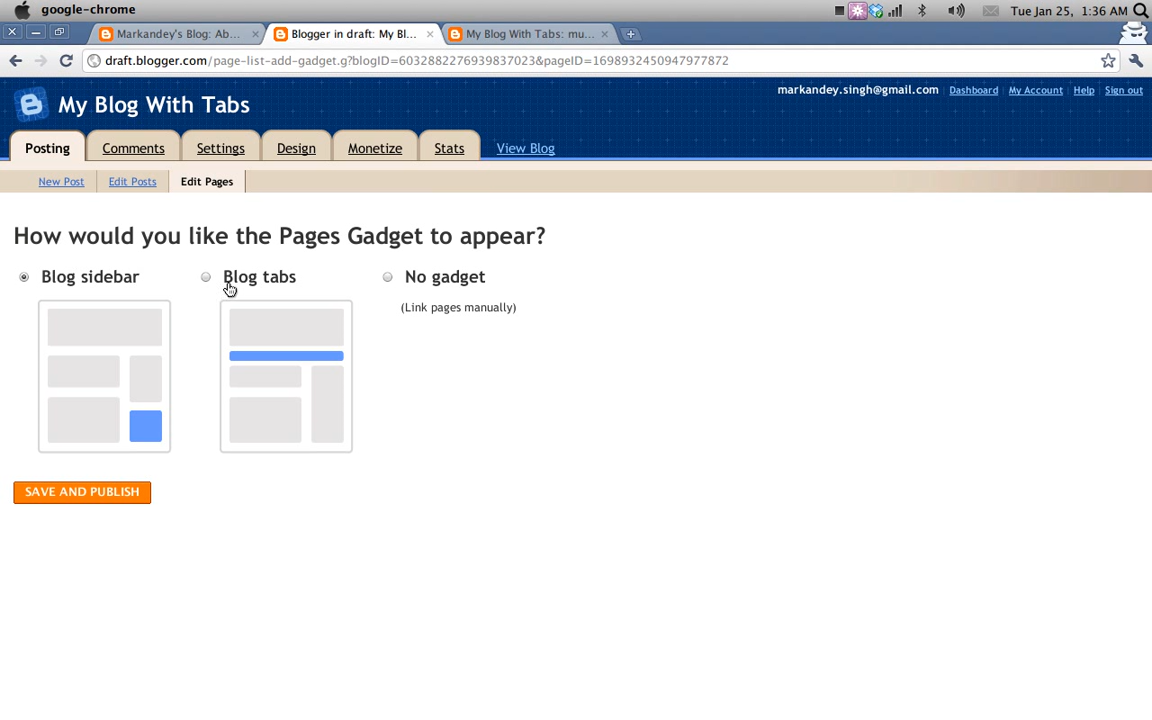 google-chrome
Tue Jan 25, 1:36 AM
Markandey's Blog: Ab...
Blogger in draft: My Bl...
My Blog With Tabs: mu...
draft.blogger.com/page-list-add-gadget.g?blogID=6032882276939837023&pageID=1698932450947977872
markandey.singh@gmail.com Dashboard My Account Help Sign out
My Blog With Tabs
Posting Comments Settings Design Monetize Stats View Blog
New Post Edit Posts Edit Pages
How would you like the Pages Gadget to appear?
Blog sidebar Blog tabs No gadget
(Link pages manually)
SAVE AND PUBLISH